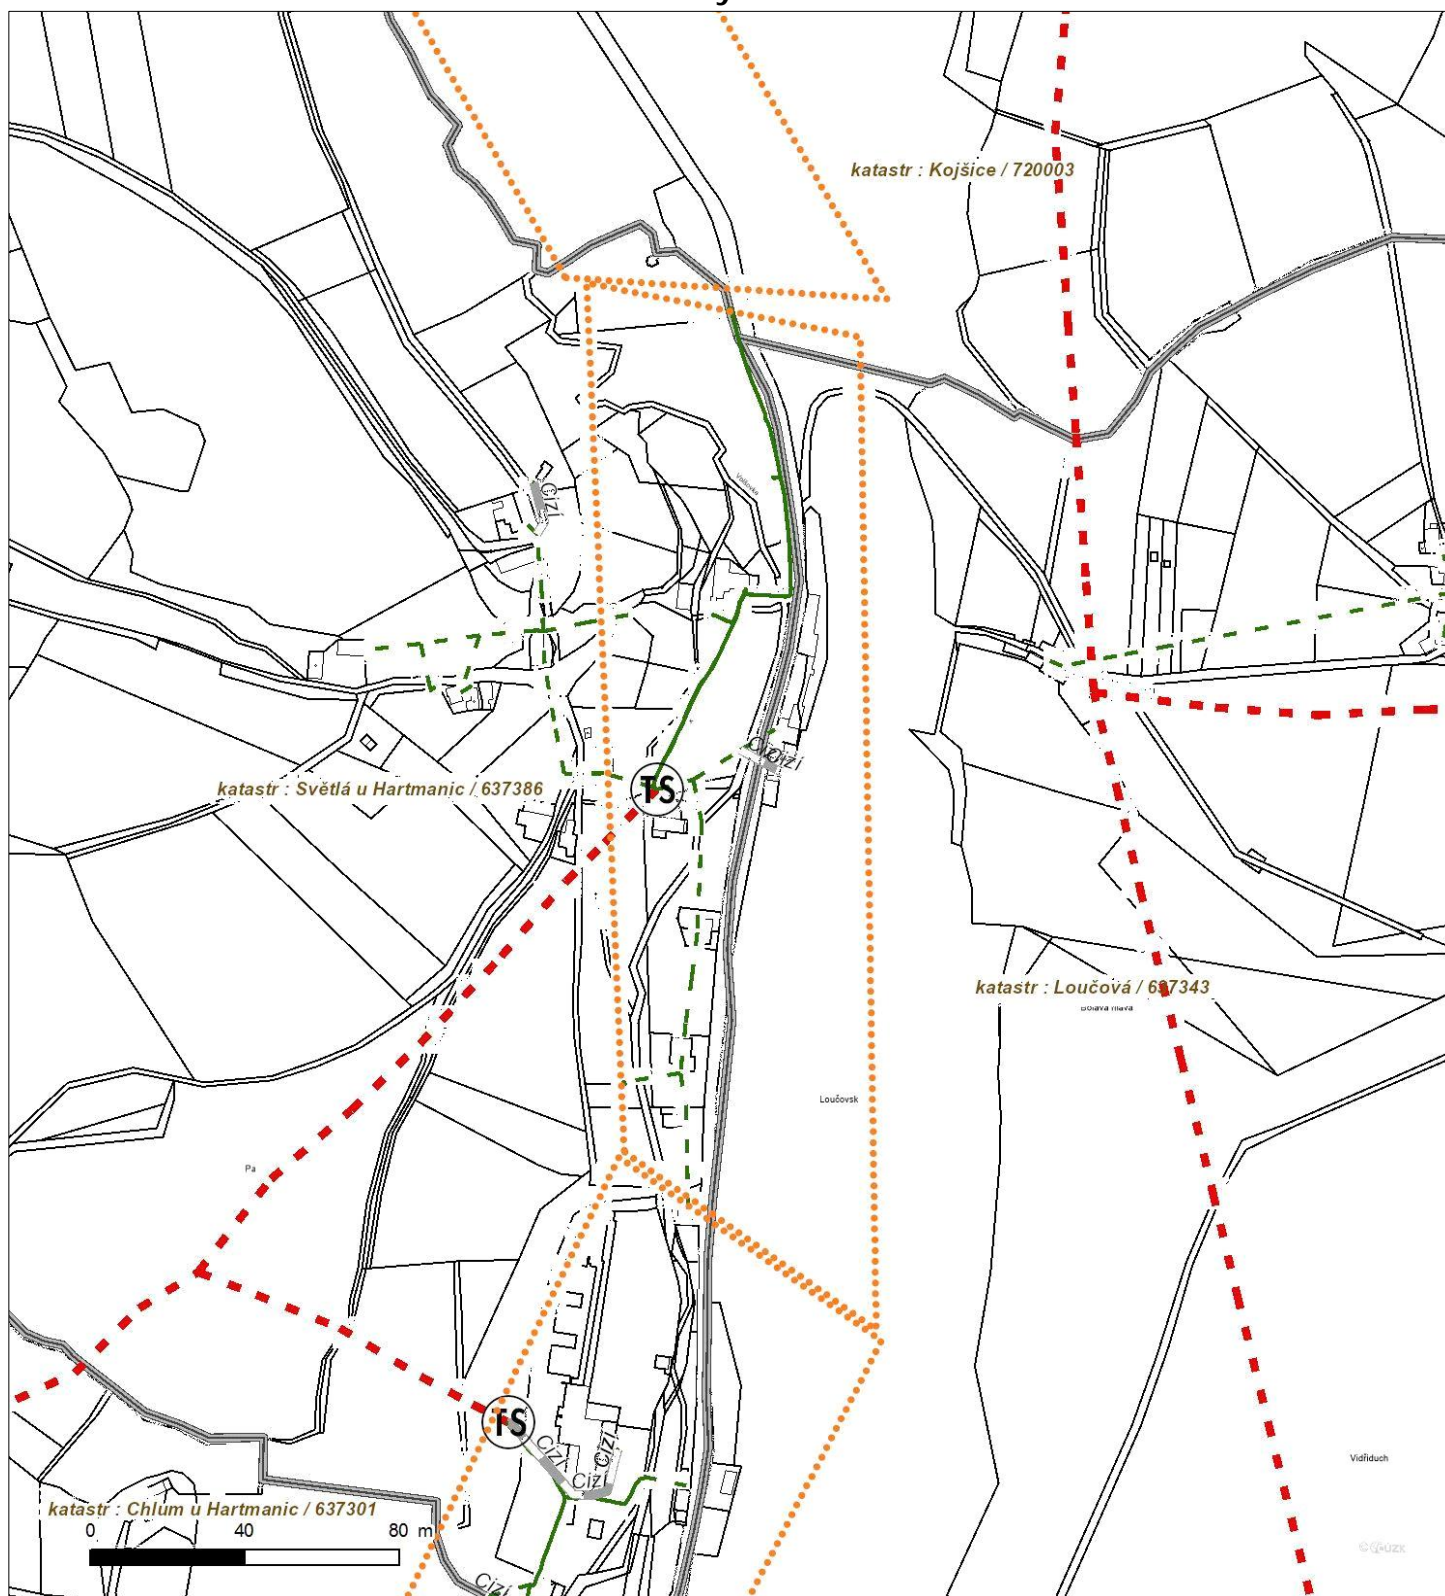 katastr : Kojšice / 720003
Cizí
Volšovka
Cizí
katastr : Světlá u Hartmanic / 637386
TS
katastr : Loučová / 637343
Loučovsk
Pa
TS
Cizí
Cizí
Cizí
Vidřiduch
katastr : Chlum u Hartmanic / 637301
0 40 80 m
Cizí